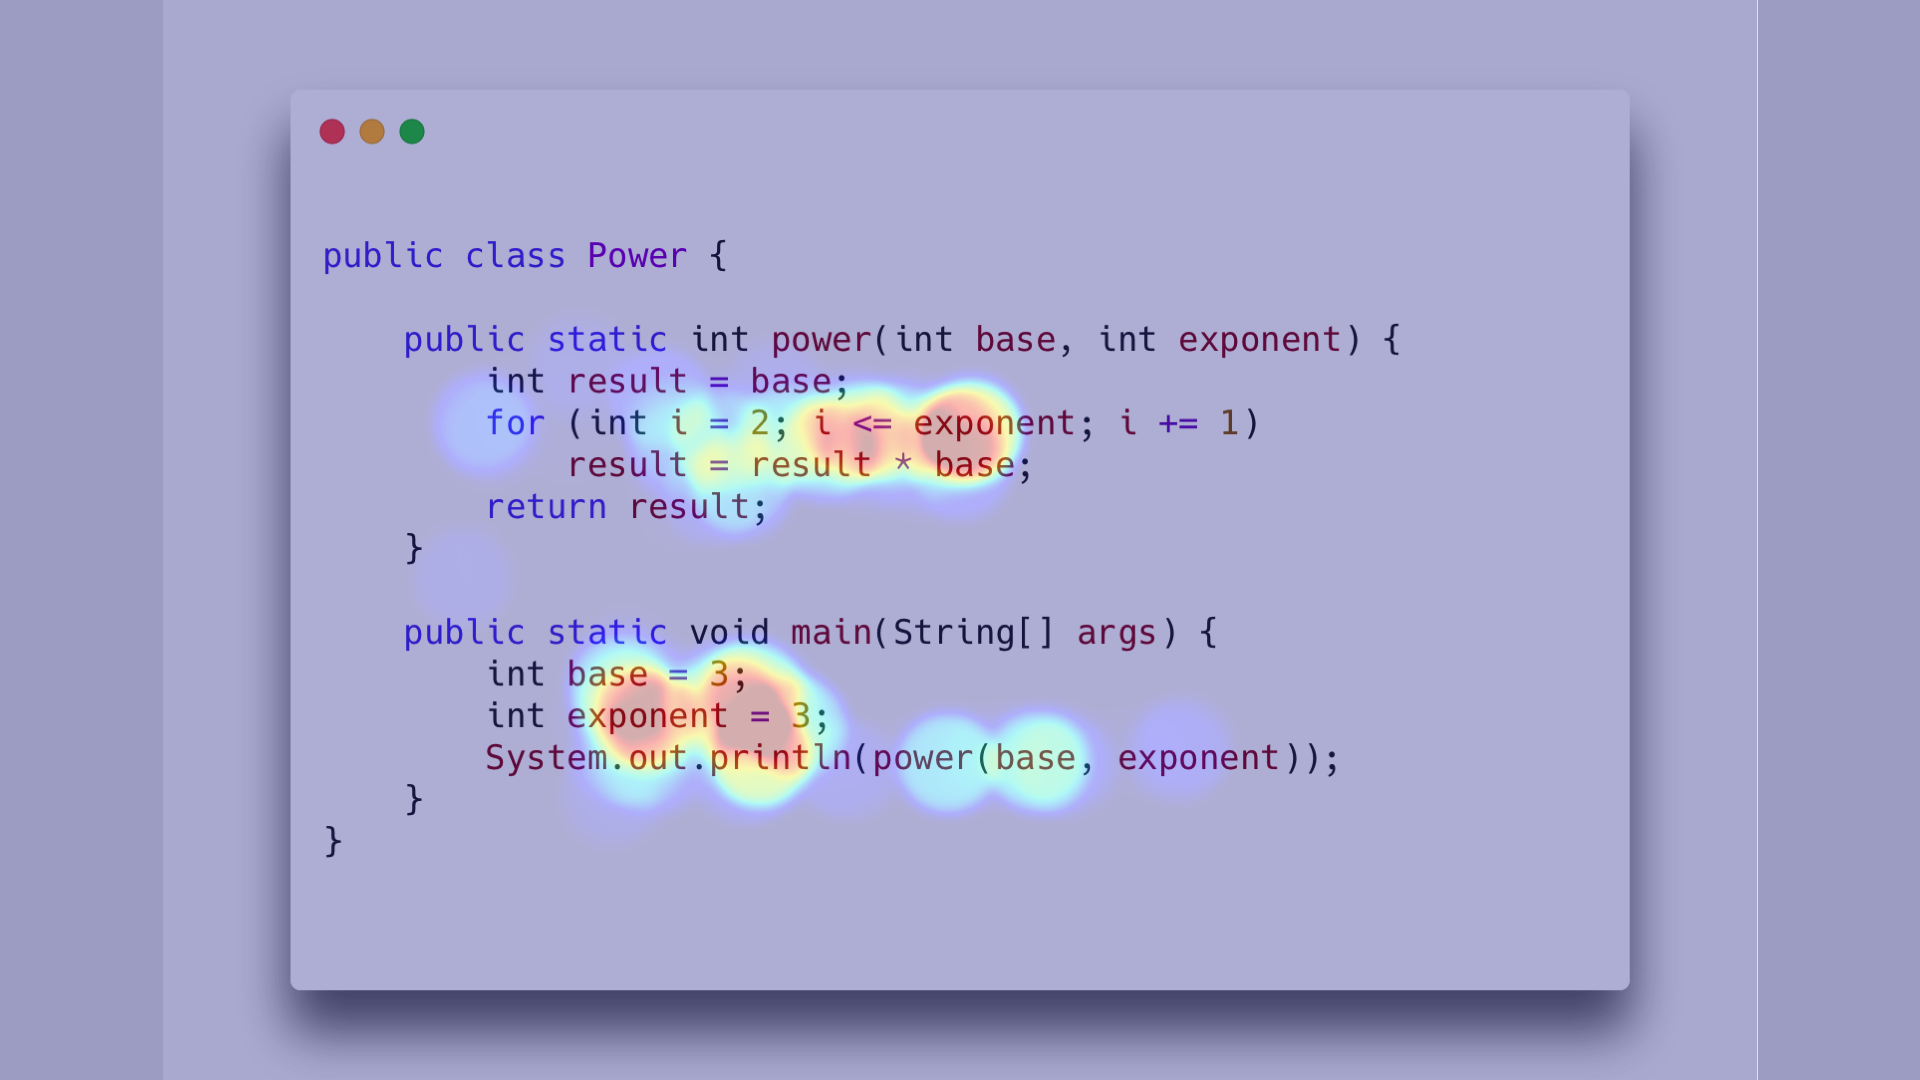 public class Power {
public static int power(int base, int exponent) {
int result = base;
for (int i = 2; i <= exponent; i += 1)
result = result * base;
return result;
}
public static void main(String[] args) {
int base = 3;
int exponent = 3;
System.out.println(power(base, exponent));
}
}